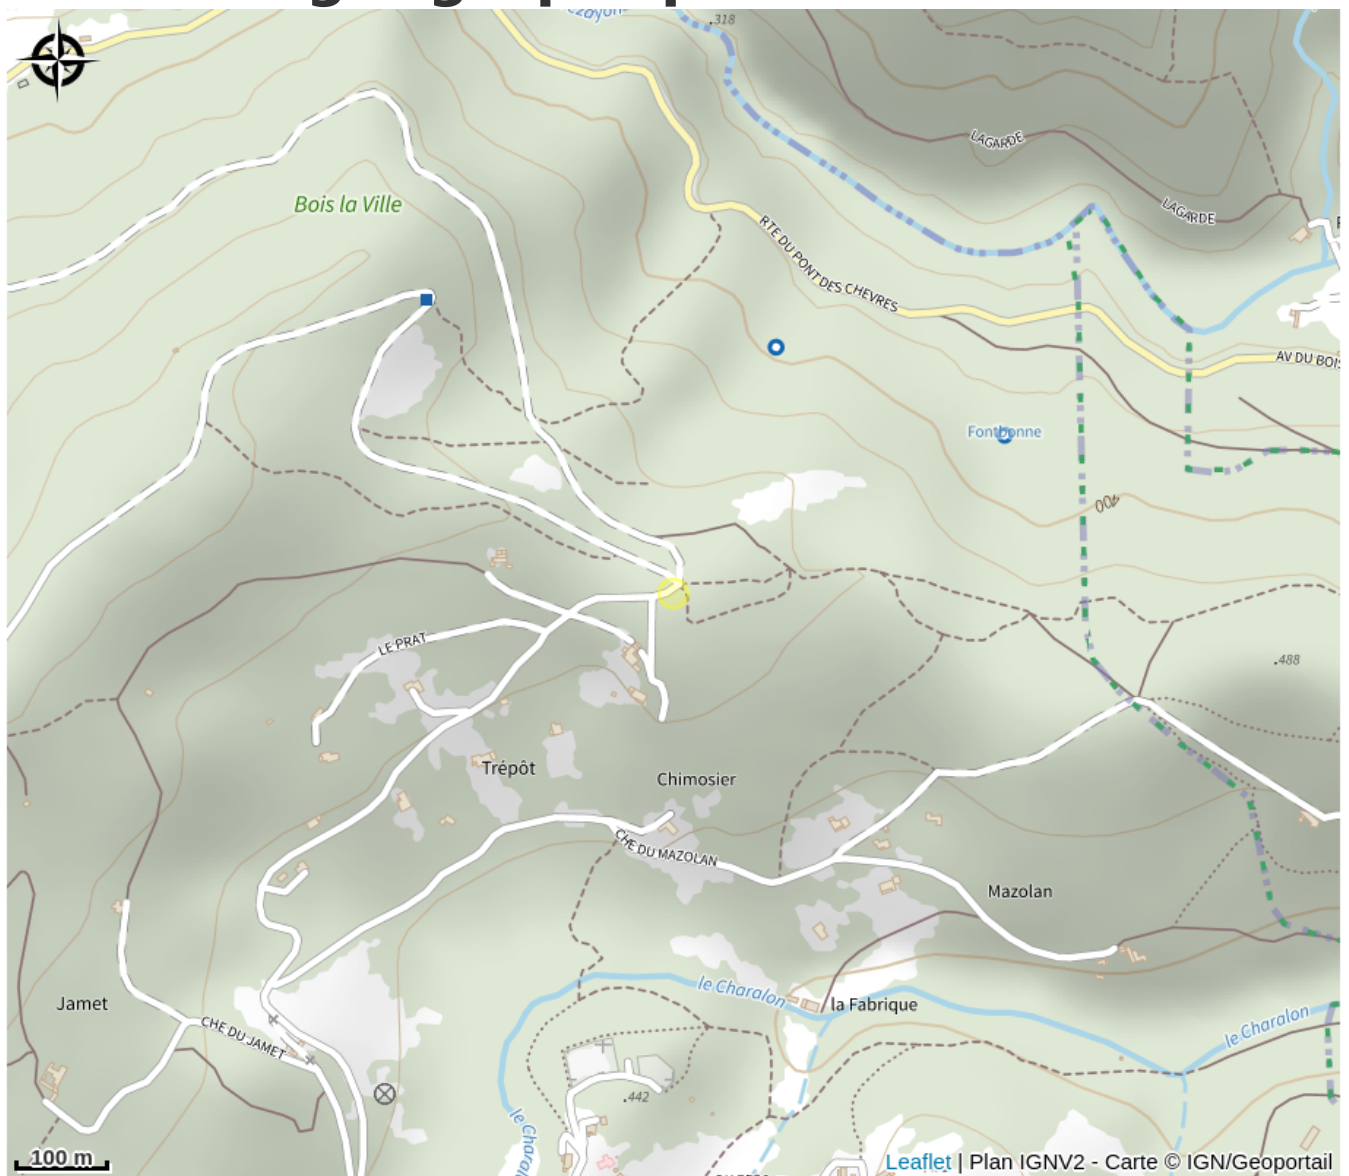 .318
LAGARDE
LAGARDE
Bois la Ville
RTE DU PONT DES CHEVRES
AV DU BOIS
Fontbonne
400
LE PRAT
.488
Trépôt
Chimosier
CHE DU MAZOLAN
Mazolan
le Charalon
la Fabrique
Jamet
CHE DU JAMET
le Charalon
.442
le Charal
100 m
Leaflet | Plan IGNV2 - Carte © IGN/Geoportail